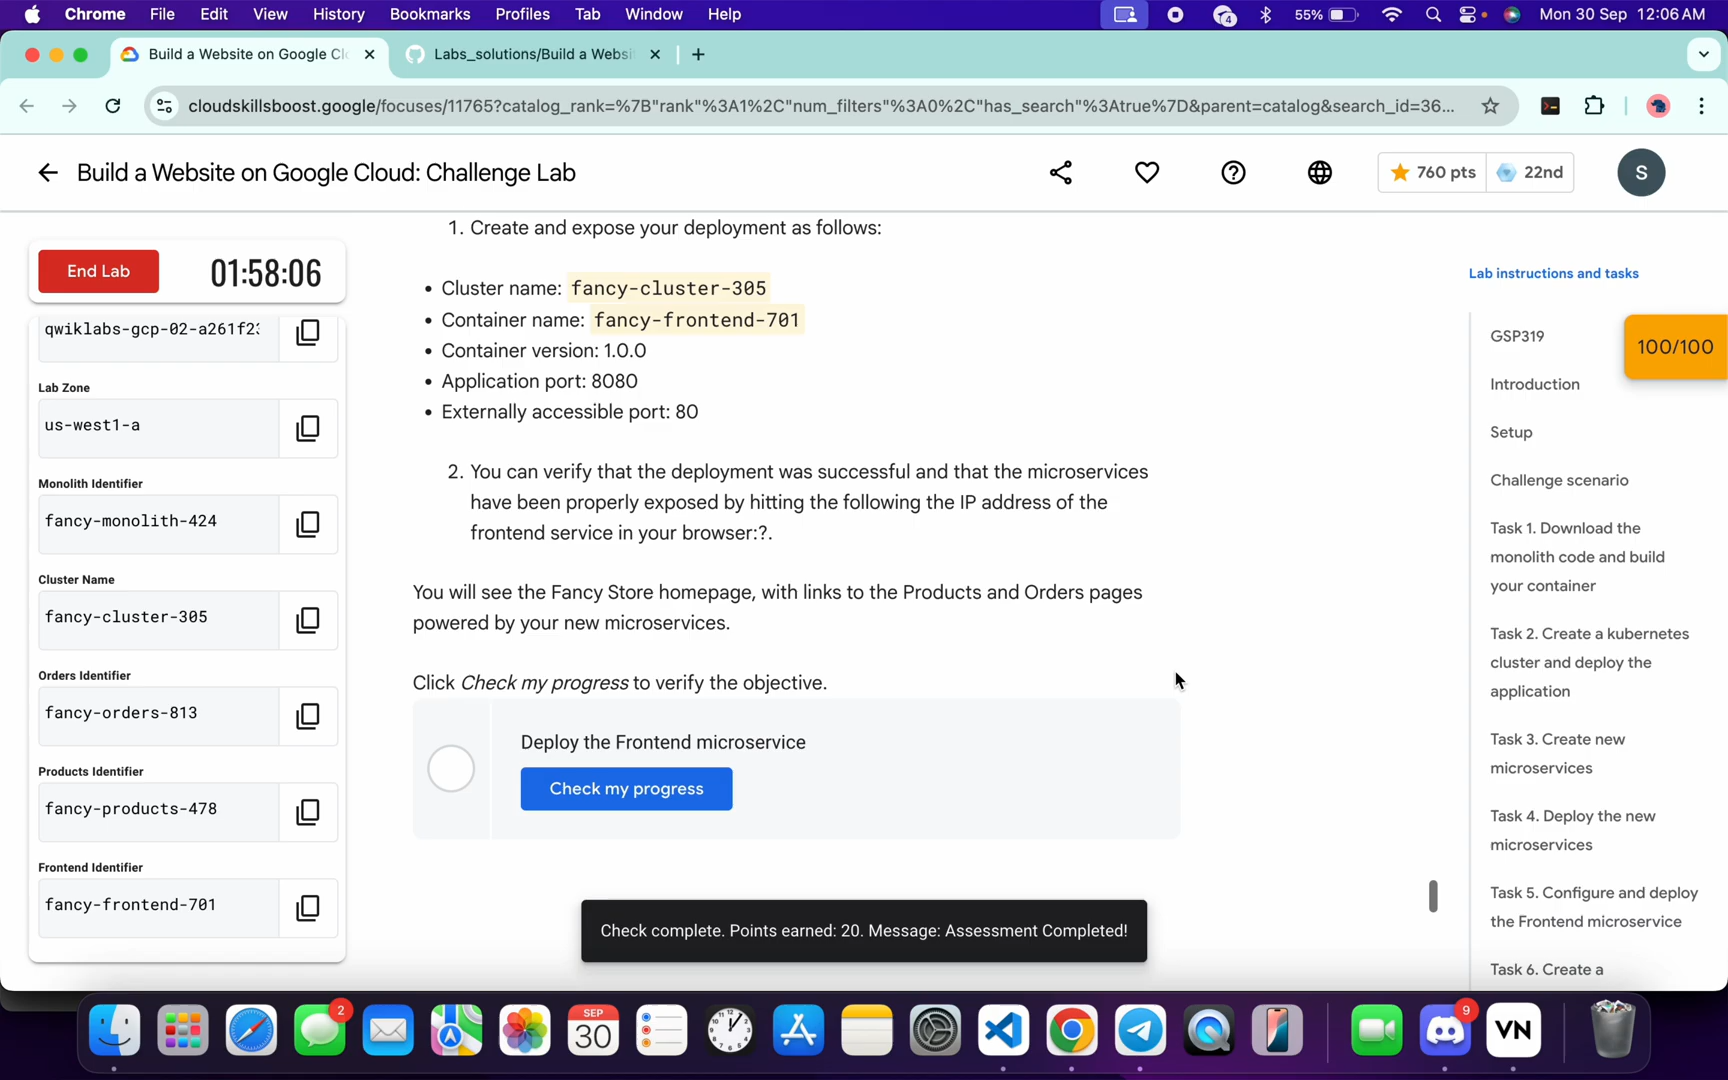 Chrome File Edit View History Bookmarks Profiles Tab Window Help 4 55% Mon 30 Sep 12:06 AM
Build a Website on Google Cl
Labs_solutions/Build a Websi
cloudskillsboost.google/focuses/11765?catalog_rank=%7B"rank"%3A1%2C"num_filters"%3A0%2C"has_search"%3Atrue%7D&parent=catalog&search_id=36...
Build a Website on Google Cloud: Challenge Lab
760 pts
22nd
S
End Lab
01:58:06
qwiklabs-gcp-02-a261f23
Lab Zone
us-west1-a
Monolith Identifier
fancy-monolith-424
Cluster Name
fancy-cluster-305
Orders Identifier
fancy-orders-813
Products Identifier
fancy-products-478
Frontend Identifier
fancy-frontend-701
1. Create and expose your deployment as follows:
• Cluster name: fancy-cluster-305
• Container name: fancy-frontend-701
• Container version: 1.0.0
• Application port: 8080
• Externally accessible port: 80
2. You can verify that the deployment was successful and that the microservices
have been properly exposed by hitting the following the IP address of the
frontend service in your browser:?.
You will see the Fancy Store homepage, with links to the Products and Orders pages
powered by your new microservices.
Click Check my progress to verify the objective.
Deploy the Frontend microservice
Check my progress
Check complete. Points earned: 20. Message: Assessment Completed!
Lab instructions and tasks
GSP319
100/100
Introduction
Setup
Challenge scenario
Task 1. Download the
monolith code and build
your container
Task 2. Create a kubernetes
cluster and deploy the
application
Task 3. Create new
microservices
Task 4. Deploy the new
microservices
Task 5. Configure and deploy
the Frontend microservice
Task 6. Create a
2
SEP
30
9
VN